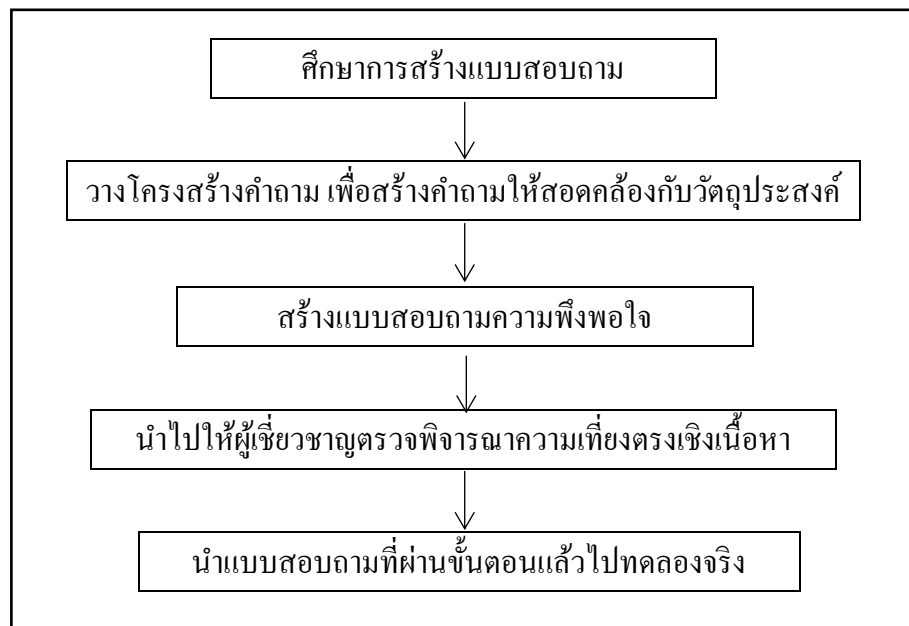 ศึกษาการสร้างแบบสอบถาม
วางโครงสร้างคำถาม เพื่อสร้างคำถามให้สอดคล้องกับวัตถุประสงค์
สร้างแบบสอบถามความพึงพอใจ
นำไปให้ผู้เชี่ยวชาญตรวจพิจารณาความเที่ยงตรงเชิงเนื้อหา
นำแบบสอบถามที่ผ่านขั้นตอนแล้วไปทดลองจริง